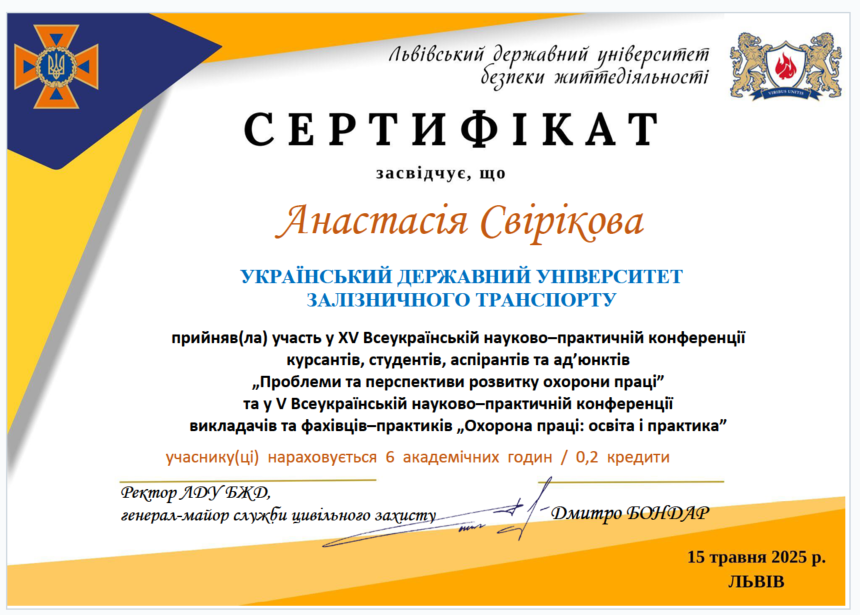 Львівський державний університет
безпеки життєдіяльності
VIRIBUS UNITIS
СЕРТИФІКАТ
засвідчує, що
Анастасія Свірікова
УКРАЇНСЬКИЙ ДЕРЖАВНИЙ УНІВЕРСИТЕТ
ЗАЛІЗНИЧНОГО ТРАНСПОРТУ
прийняв(ла) участь у XV Всеукраїнській науково–практичній конференції
курсантів, студентів, аспірантів та ад’юнктів
„Проблеми та перспективи розвитку охорони праці”
та у V Всеукраїнській науково–практичній конференції
викладачів та фахівців–практиків „Охорона праці: освіта і практика”
учаснику(ці) нараховується 6 академічних годин / 0,2 кредити
Ректор ЛДУ БЖД,
генерал-майор служби цивільного захисту
Дмитро БОНДАР
15 травня 2025 р.
ЛЬВІВ